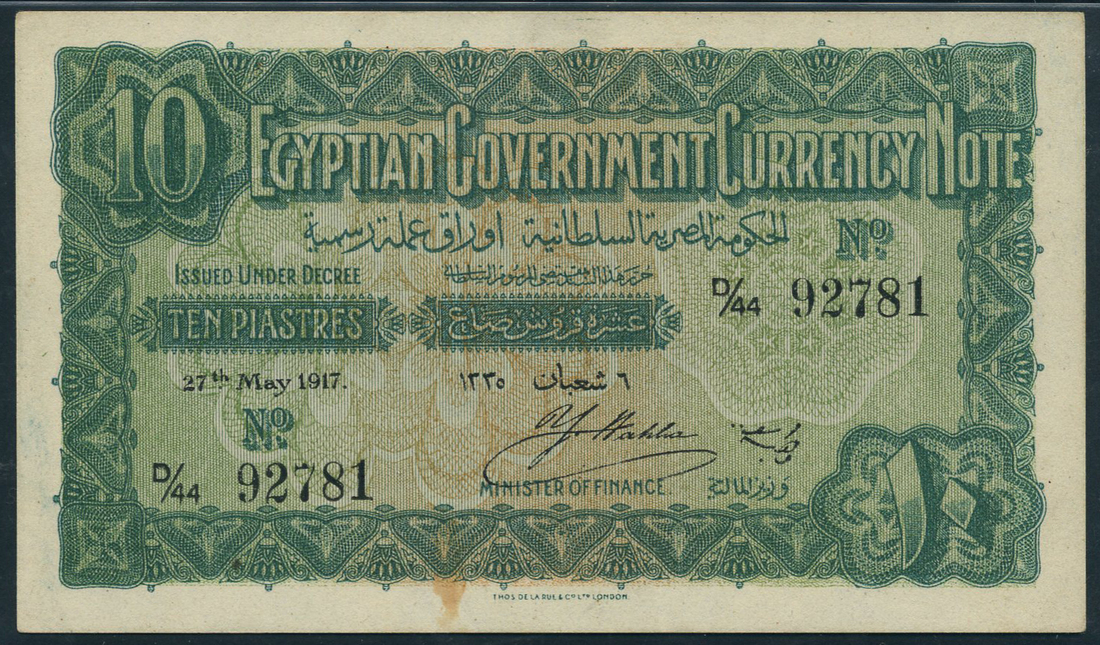 10
EGYPTIAN GOVERNMENT CURRENCY NOTE
الحكومة المصرية السلطانية اوراق عملة رسمية
No.
ISSUED UNDER DECREE
D/44 92781
TEN PIASTRES
عشرة قروش صاغ
27th May 1917.
٦ شعبان ١٣٣٥
No.
Y. Wahba
D/44 92781
MINISTER OF FINANCE.
وزير المالية
١٠
THOS DE LA RUE & CO LTD LONDON.